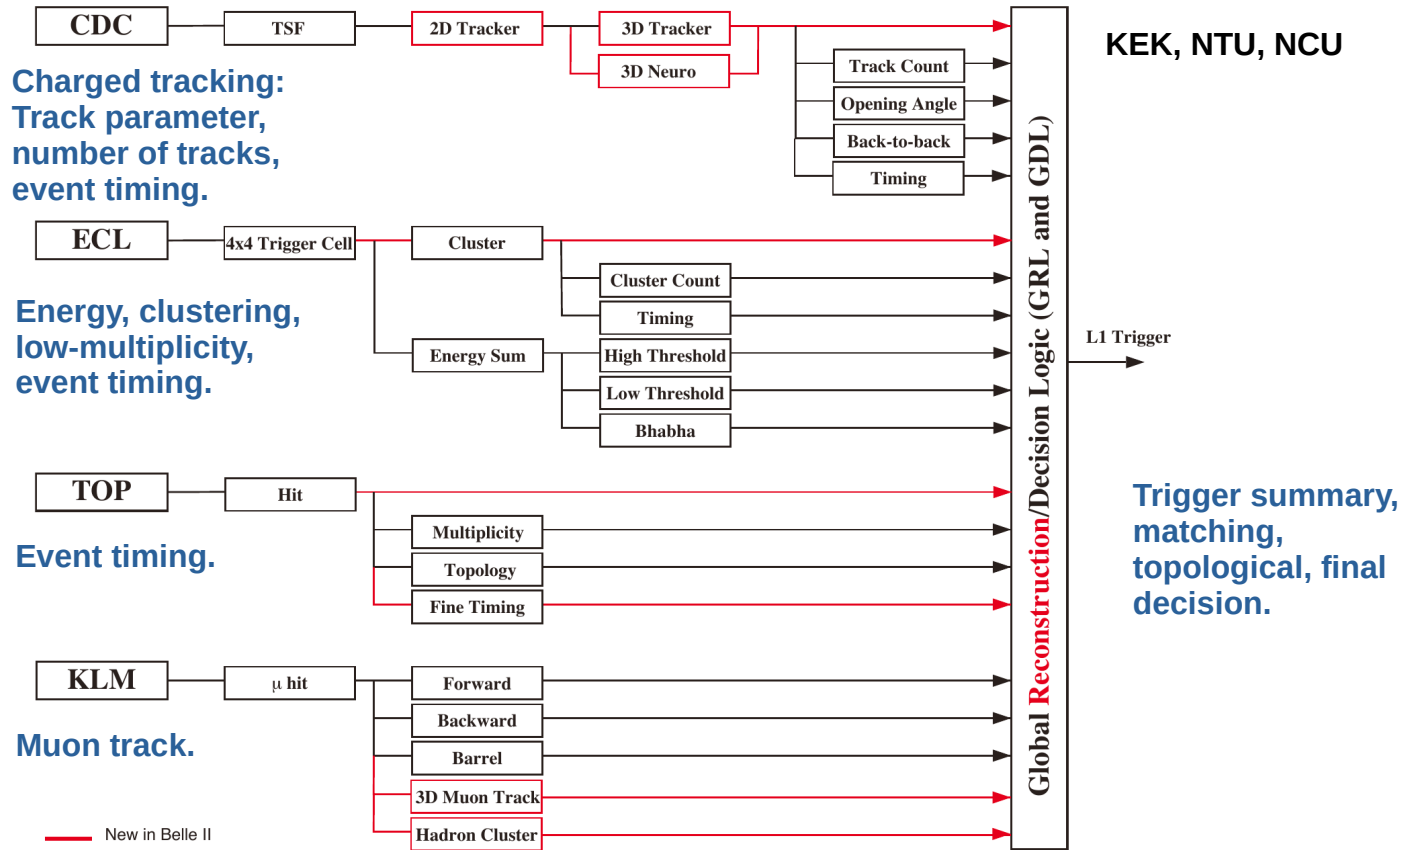 CDC
TSF
2D Tracker
3D Tracker
3D Neuro
Track Count
Opening Angle
Back-to-back
Timing
KEK, NTU, NCU
Charged tracking:
Track parameter,
number of tracks,
event timing.
ECL
4x4 Trigger Cell
Cluster
Cluster Count
Timing
Energy Sum
High Threshold
Low Threshold
Bhabha
Energy, clustering,
low-multiplicity,
event timing.
Global Reconstruction/Decision Logic (GRL and GDL)
L1 Trigger
TOP
Hit
Multiplicity
Topology
Fine Timing
Event timing.
Trigger summary,
matching,
topological, final
decision.
KLM
μ hit
Forward
Backward
Barrel
3D Muon Track
Hadron Cluster
Muon track.
New in Belle II